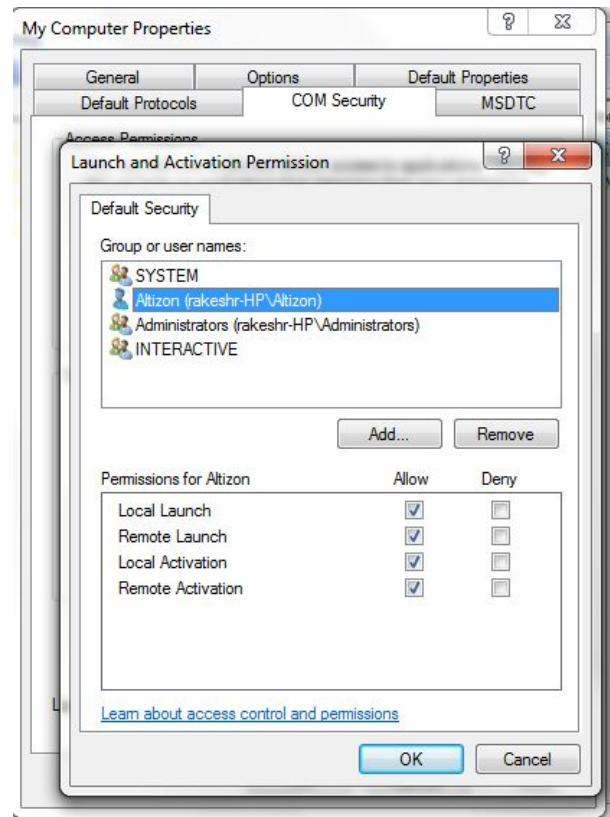 My Computer Properties
General Options Default Properties
Default Protocols COM Security MSDTC
Access Permissions
Launch and Activation Permission
Default Security
Group or user names:
SYSTEM
Altizon (rakeshr-HP\Altizon)
Administrators (rakeshr-HP\Administrators)
INTERACTIVE
Add... Remove
Permissions for Altizon Allow Deny
Local Launch
Remote Launch
Local Activation
Remote Activation
Learn about access control and permissions
OK Cancel